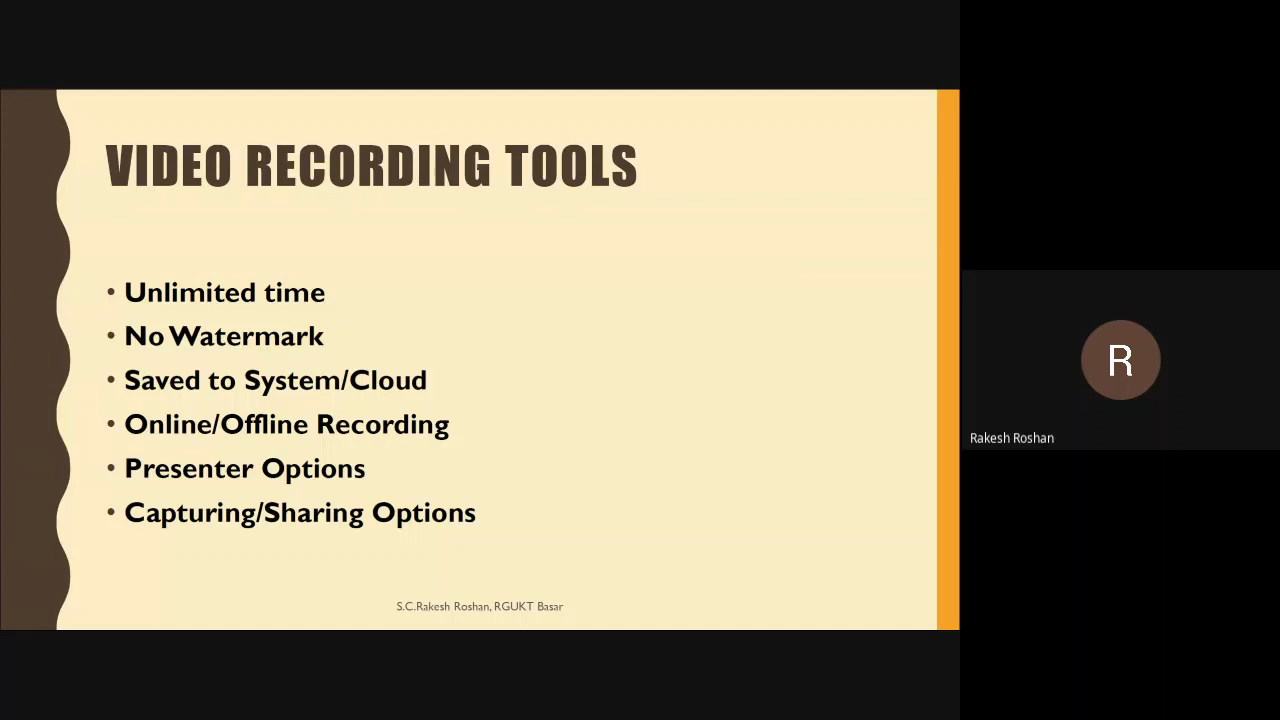 VIDEO RECORDING TOOLS
• Unlimited time
• No Watermark
• Saved to System/Cloud
• Online/Offline Recording
• Presenter Options
• Capturing/Sharing Options
S.C.Rakesh Roshan, RGUKT Basar
R
Rakesh Roshan